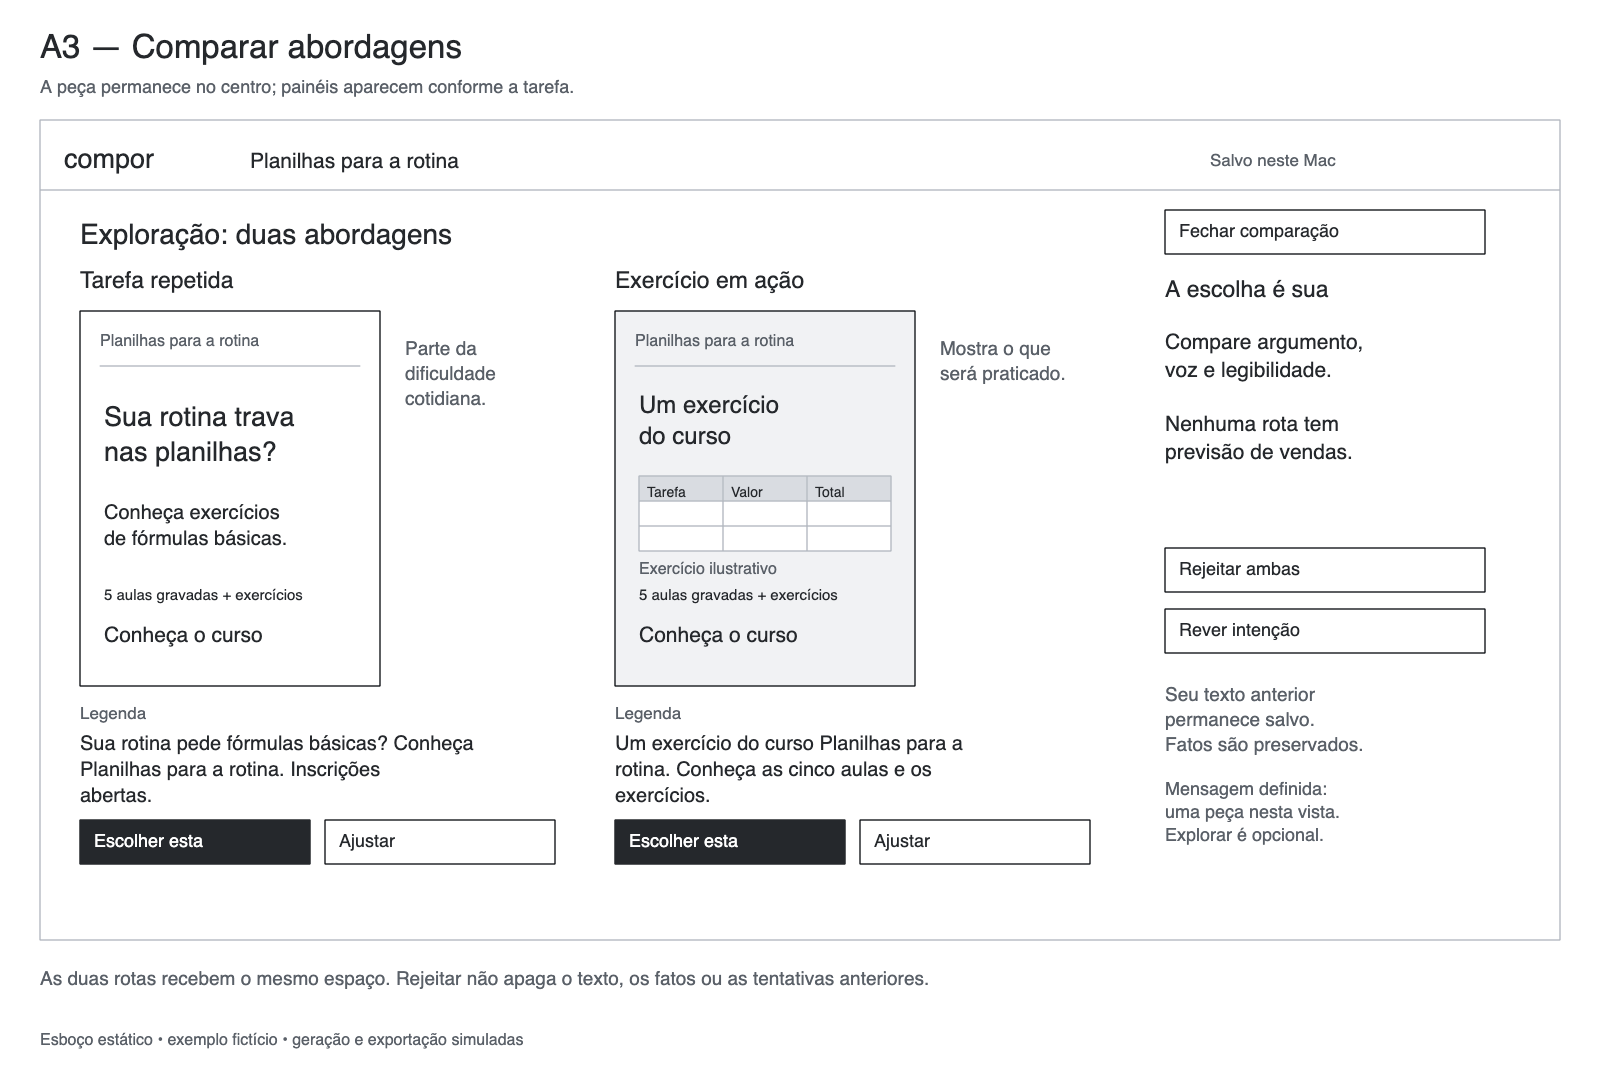 A3 — Comparar abordagens
A peça permanece no centro; painéis aparecem conforme a tarefa.
compor
Planilhas para a rotina
Salvo neste Mac
Exploração: duas abordagens
Tarefa repetida
Planilhas para a rotina
Sua rotina trava
nas planilhas?
Conheça exercícios
de fórmulas básicas.
5 aulas gravadas + exercícios
Conheça o curso
Parte da
dificuldade
cotidiana.
Legenda
Sua rotina pede fórmulas básicas? Conheça
Planilhas para a rotina. Inscrições
abertas.
Escolher esta
Ajustar
Exercício em ação
Planilhas para a rotina
Um exercício
do curso
Tarefa
Valor
Total
Exercício ilustrativo
5 aulas gravadas + exercícios
Conheça o curso
Mostra o que
será praticado.
Legenda
Um exercício do curso Planilhas para a
rotina. Conheça as cinco aulas e os
exercícios.
Escolher esta
Ajustar
Fechar comparação
A escolha é sua
Compare argumento,
voz e legibilidade.
Nenhuma rota tem
previsão de vendas.
Rejeitar ambas
Rever intenção
Seu texto anterior
permanece salvo.
Fatos são preservados.
Mensagem definida:
uma peça nesta vista.
Explorar é opcional.
As duas rotas recebem o mesmo espaço. Rejeitar não apaga o texto, os fatos ou as tentativas anteriores.
Esboço estático • exemplo fictício • geração e exportação simuladas